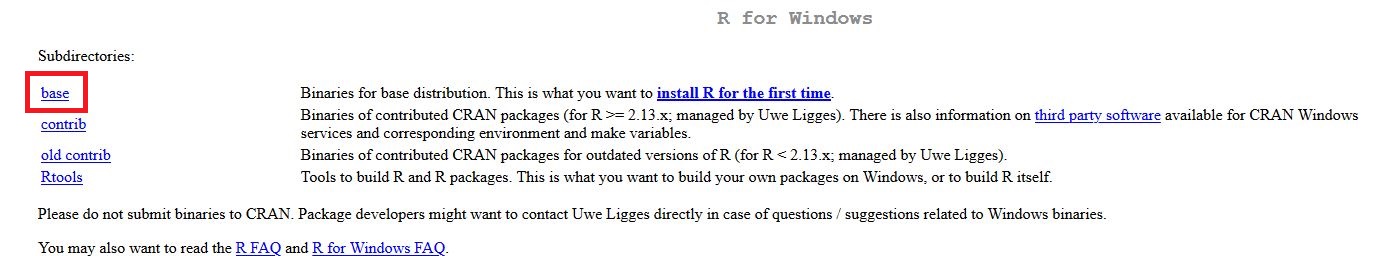 R for Windows
Subdirectories:
base Binaries for base distribution. This is what you want to install R for the first time.
contrib Binaries of contributed CRAN packages (for R >= 2.13.x; managed by Uwe Ligges). There is also information on third party software available for CRAN Windows
services and corresponding environment and make variables.
old contrib Binaries of contributed CRAN packages for outdated versions of R (for R < 2.13.x; managed by Uwe Ligges).
Rtools Tools to build R and R packages. This is what you want to build your own packages on Windows, or to build R itself.
Please do not submit binaries to CRAN. Package developers might want to contact Uwe Ligges directly in case of questions / suggestions related to Windows binaries.
You may also want to read the R FAQ and R for Windows FAQ.